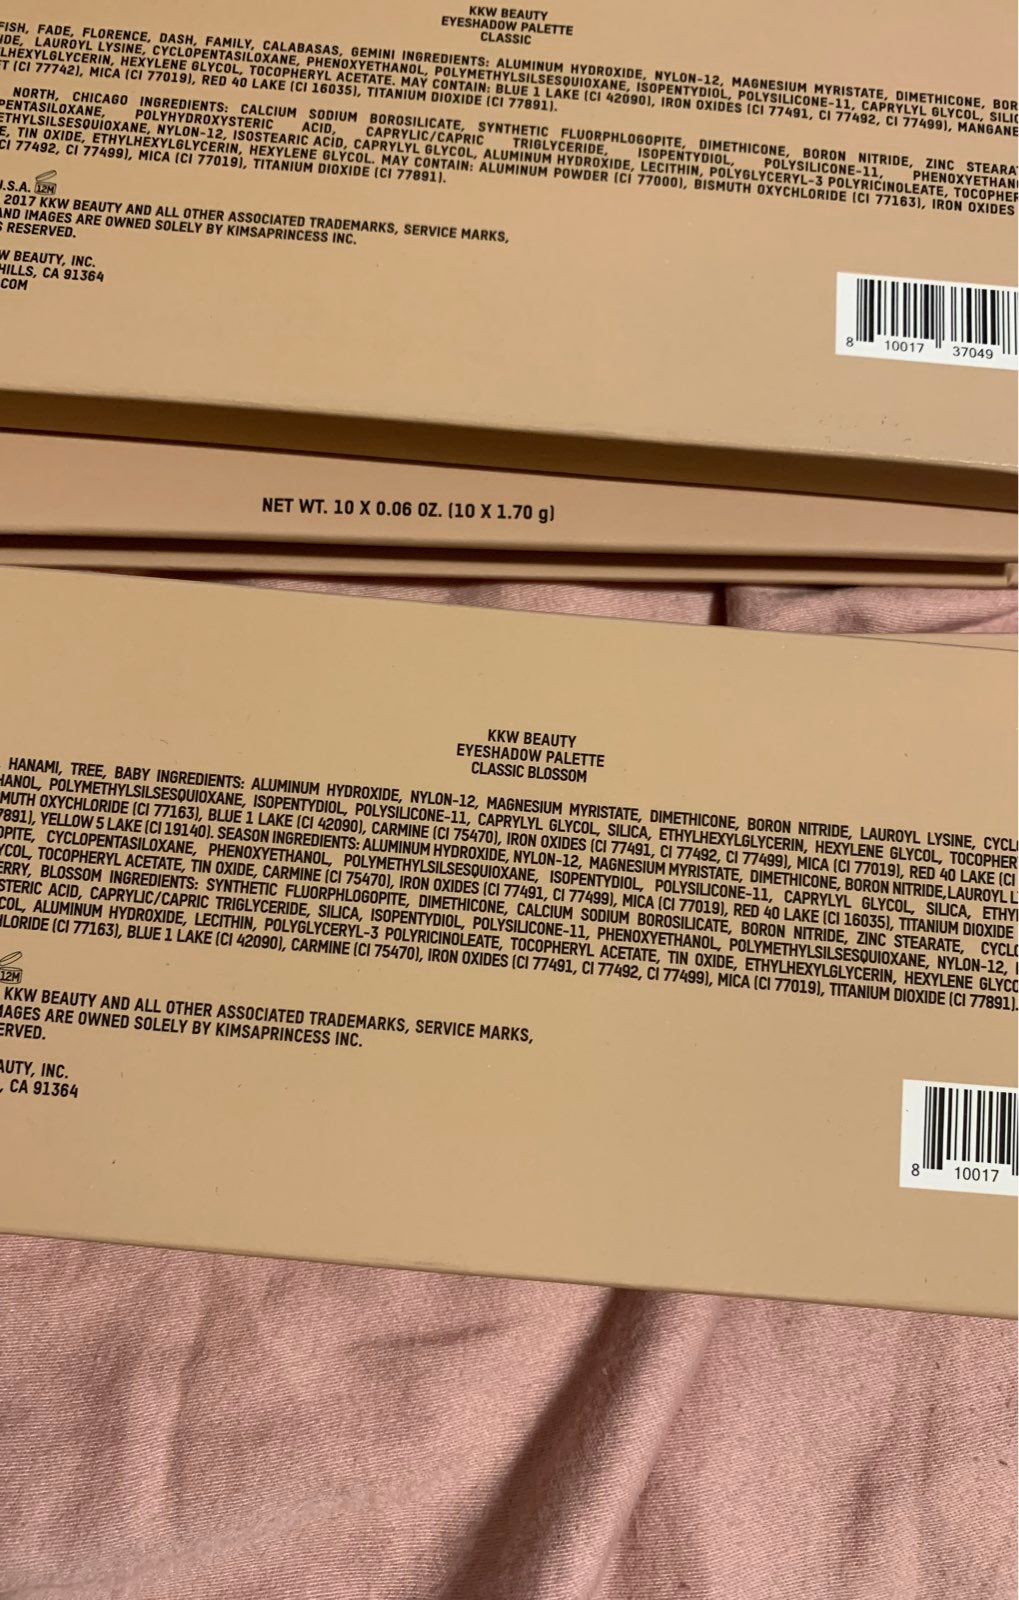 KKW BEAUTY
EYESHADOW PALETTE
CLASSIC
FISH, FADE, FLORENCE, DASH, FAMILY, CALABASAS, GEMINI INGREDIENTS: ALUMINUM HYDROXIDE, NYLON-12, MAGNESIUM MYRISTATE, DIMETHICONE, BOR
IDE, LAUROYL LYSINE, CYCLOPENTASILOXANE, PHENOXYETHANOL, POLYMETHYLSILSESQUIOXANE, ISOPENTYDIOL, POLYSILICONE-11, CAPRYLYL GLYCOL, SILIC
LHEXYLGLYCERIN, HEXYLENE GLYCOL, TOCOPHERYL ACETATE. MAY CONTAIN: BLUE 1 LAKE (CI 42090), IRON OXIDES (CI 77491, CI 77492, CI 77499), MANGANE
T (CI 77742), MICA (CI 77019), RED 40 LAKE (CI 16035), TITANIUM DIOXIDE (CI 77891).
NORTH, CHICAGO INGREDIENTS: CALCIUM SODIUM BOROSILICATE, SYNTHETIC FLUORPHLOGOPITE, DIMETHICONE, BORON NITRIDE, ZINC STEARA
PENTASILOXANE, POLYHYDROXYSTERIC ACID, CAPRYLIC/CAPRIC TRIGLYCERIDE, ISOPENTYDIOL, POLYSILICONE-11, PHENOXYETHAN
ETHYLSILSESQUIOXANE, NYLON-12, ISOSTEARIC ACID, CAPRYLYL GLYCOL, ALUMINUM HYDROXIDE, LECITHIN, POLYGLYCERYL-3 POLYRICINOLEATE, TOCOPHER
E, TIN OXIDE, ETHYLHEXYLGLYCERIN, HEXYLENE GLYCOL. MAY CONTAIN: ALUMINUM POWDER (CI 77000), BISMUTH OXYCHLORIDE (CI 77163), IRON OXIDES
CI 77492, CI 77499), MICA (CI 77019), TITANIUM DIOXIDE (CI 77891).
U.S.A. 12M
2017 KKW BEAUTY AND ALL OTHER ASSOCIATED TRADEMARKS, SERVICE MARKS,
AND IMAGES ARE OWNED SOLELY BY KIMSAPRINCESS INC.
S RESERVED.
W BEAUTY, INC.
HILLS, CA 91364
COM
8 10017 37049
NET WT. 10 X 0.06 OZ. (10 X 1.70 g)
KKW BEAUTY
EYESHADOW PALETTE
CLASSIC BLOSSOM
HANAMI, TREE, BABY INGREDIENTS: ALUMINUM HYDROXIDE, NYLON-12, MAGNESIUM MYRISTATE, DIMETHICONE, BORON NITRIDE, LAUROYL LYSINE, CYCL
HANOL, POLYMETHYLSILSESQUIOXANE, ISOPENTYDIOL, POLYSILICONE-11, CAPRYLYL GLYCOL, SILICA, ETHYLHEXYLGLYCERIN, HEXYLENE GLYCOL, TOCOPHER
MUTH OXYCHLORIDE (CI 77163), BLUE 1 LAKE (CI 42090), CARMINE (CI 75470), IRON OXIDES (CI 77491, CI 77492, CI 77499), MICA (CI 77019), RED 40 LAKE (CI
7891), YELLOW 5 LAKE (CI 19140). SEASON INGREDIENTS: ALUMINUM HYDROXIDE, NYLON-12, MAGNESIUM MYRISTATE, DIMETHICONE, BORON NITRIDE, LAUROYL L
OPITE, CYCLOPENTASILOXANE, PHENOXYETHANOL, POLYMETHYLSILSESQUIOXANE, ISOPENTYDIOL, POLYSILICONE-11, CAPRYLYL GLYCOL, SILICA, ETHY
YCOL, TOCOPHERYL ACETATE, TIN OXIDE, CARMINE (CI 75470), IRON OXIDES (CI 77491, CI 77499), MICA (CI 77019), RED 40 LAKE (CI 16035), TITANIUM DIOXIDE
ERRY, BLOSSOM INGREDIENTS: SYNTHETIC FLUORPHLOGOPITE, DIMETHICONE, CALCIUM SODIUM BOROSILICATE, BORON NITRIDE, ZINC STEARATE, CYCLO
STERIC ACID, CAPRYLIC/CAPRIC TRIGLYCERIDE, SILICA, ISOPENTYDIOL, POLYSILICONE-11, PHENOXYETHANOL, POLYMETHYLSILSESQUIOXANE, NYLON-12, I
COL, ALUMINUM HYDROXIDE, LECITHIN, POLYGLYCERYL-3 POLYRICINOLEATE, TOCOPHERYL ACETATE, TIN OXIDE, ETHYLHEXYLGLYCERIN, HEXYLENE GLYCO
LORIDE (CI 77163), BLUE 1 LAKE (CI 42090), CARMINE (CI 75470), IRON OXIDES (CI 77491, CI 77492, CI 77499), MICA (CI 77019), TITANIUM DIOXIDE (CI 77891).
12M
KKW BEAUTY AND ALL OTHER ASSOCIATED TRADEMARKS, SERVICE MARKS,
MAGES ARE OWNED SOLELY BY KIMSAPRINCESS INC.
ERVED.
AUTY, INC.
, CA 91364
8 10017